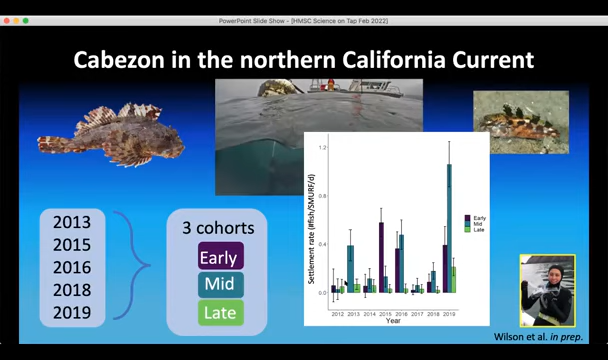 PowerPoint Slide Show - [HMSC Science on Tap Feb 2022]
Cabezon in the northern California Current
2013
2015
2016
2018
2019
3 cohorts
Early
Mid
Late
Settlement rate (#fish/SMURF/d)
1.2
0.8
0.4
0.0
2012 2013 2014 2015 2016 2017 2018 2019
Year
Early
Mid
Late
Wilson et al. in prep.